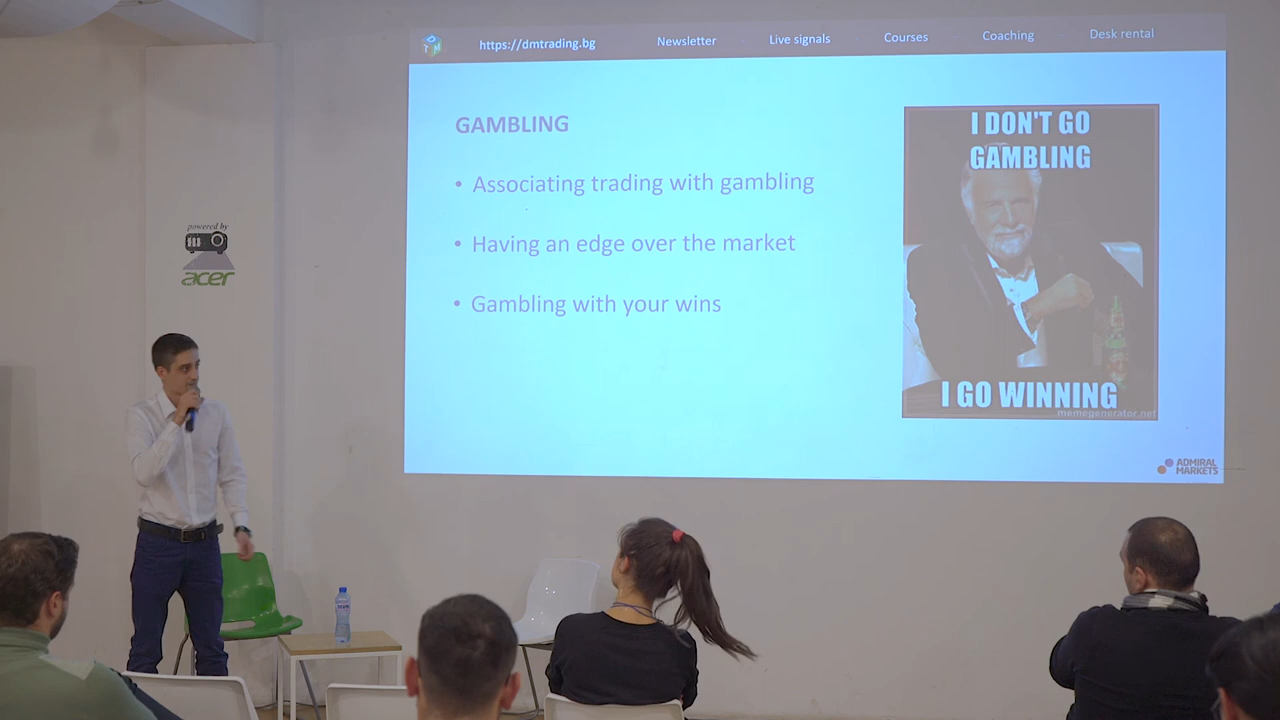 https://dmtrading.bg Newsletter Live signals Courses Coaching Desk rental
GAMBLING
• Associating trading with gambling
• Having an edge over the market
• Gambling with your wins
I DON'T GO
GAMBLING
I GO WINNING
memegenerator.net
ADMIRAL
MARKETS
powered by
acer